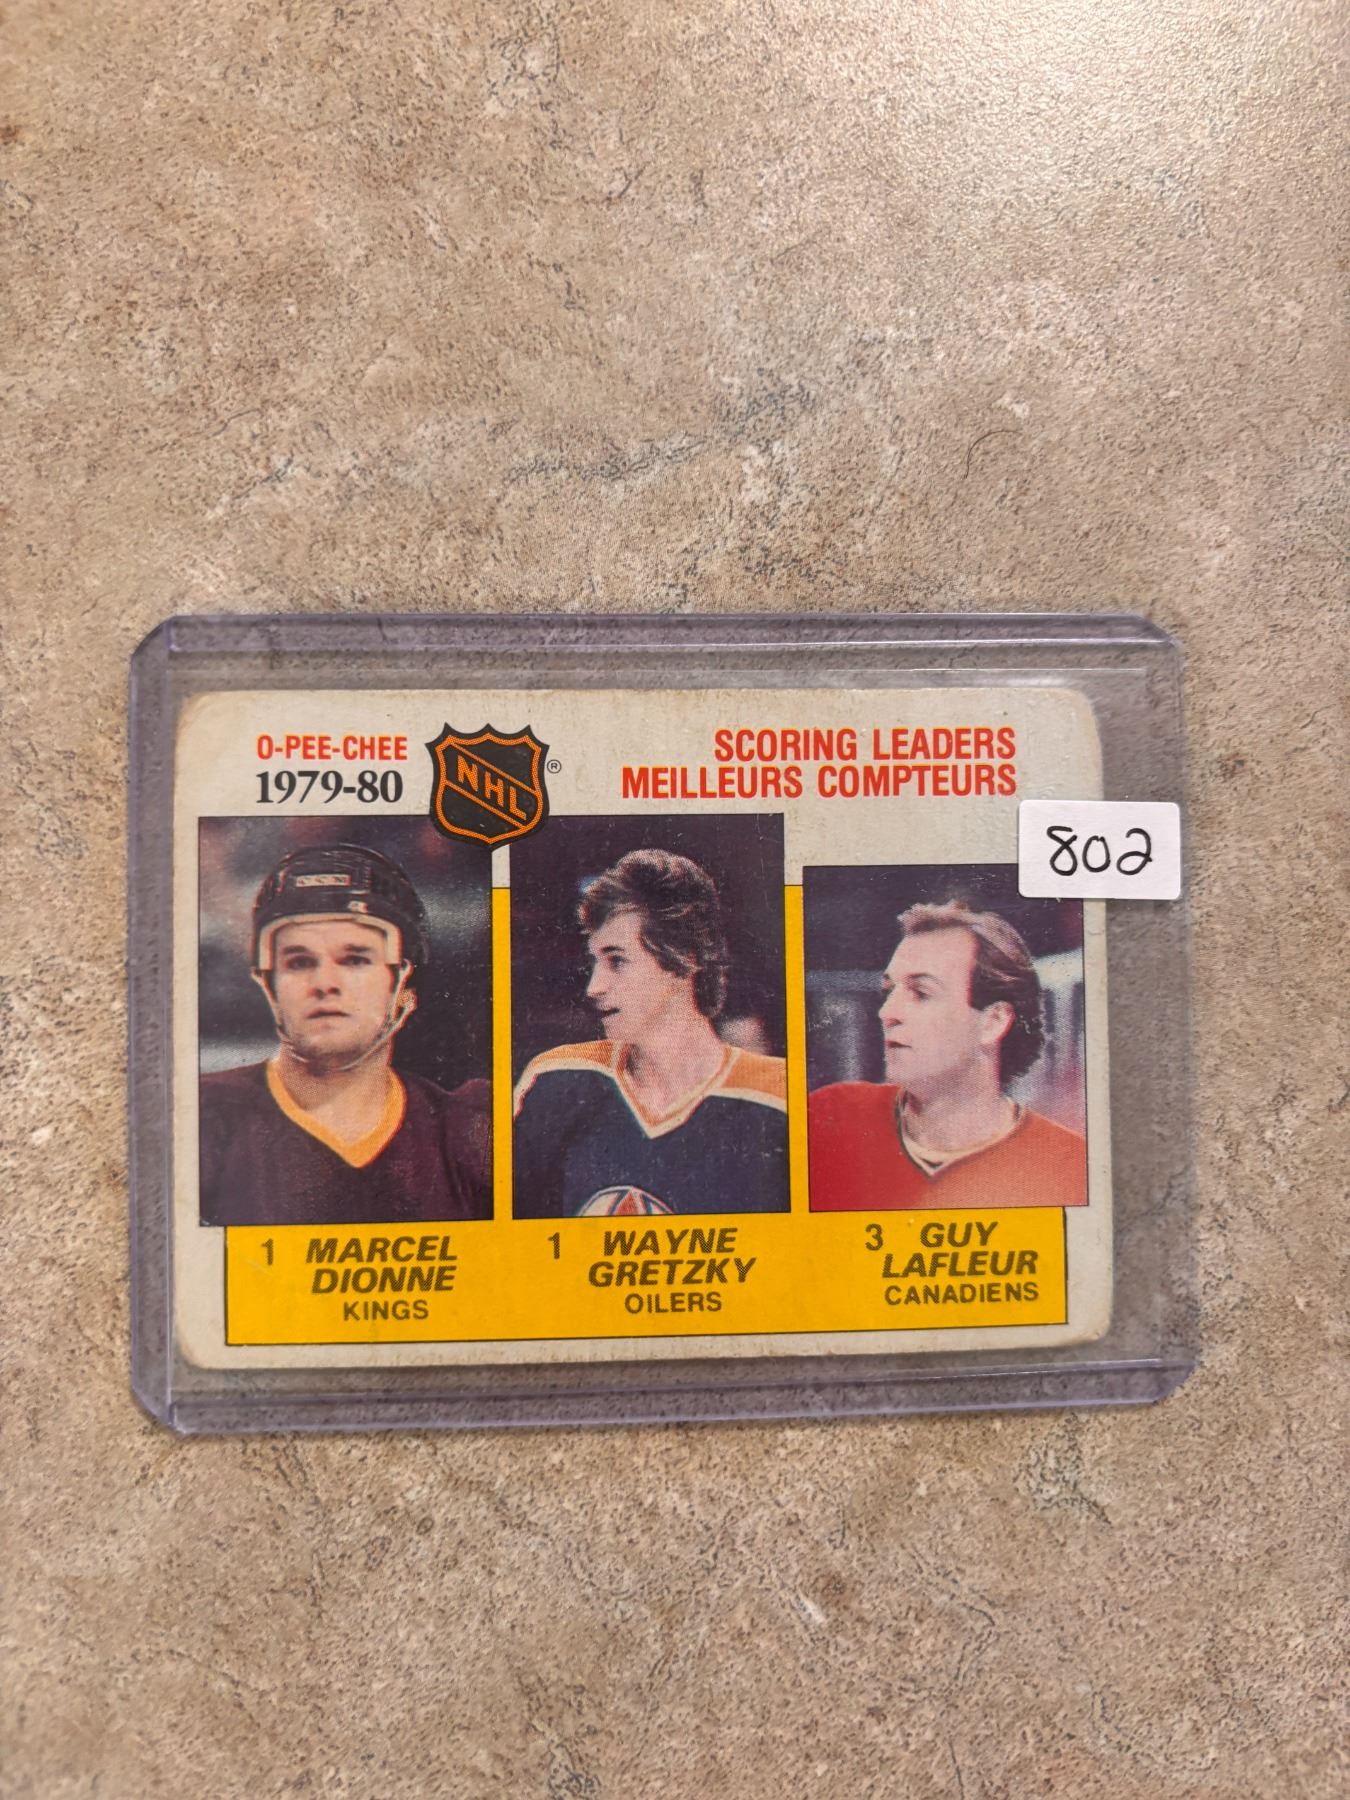 O-PEE-CHEE
1979-80
NHL
®
SCORING LEADERS
MEILLEURS COMPTEURS
802
CCM
1 MARCEL
DIONNE
KINGS
1 WAYNE
GRETZKY
OILERS
3 GUY
LAFLEUR
CANADIENS